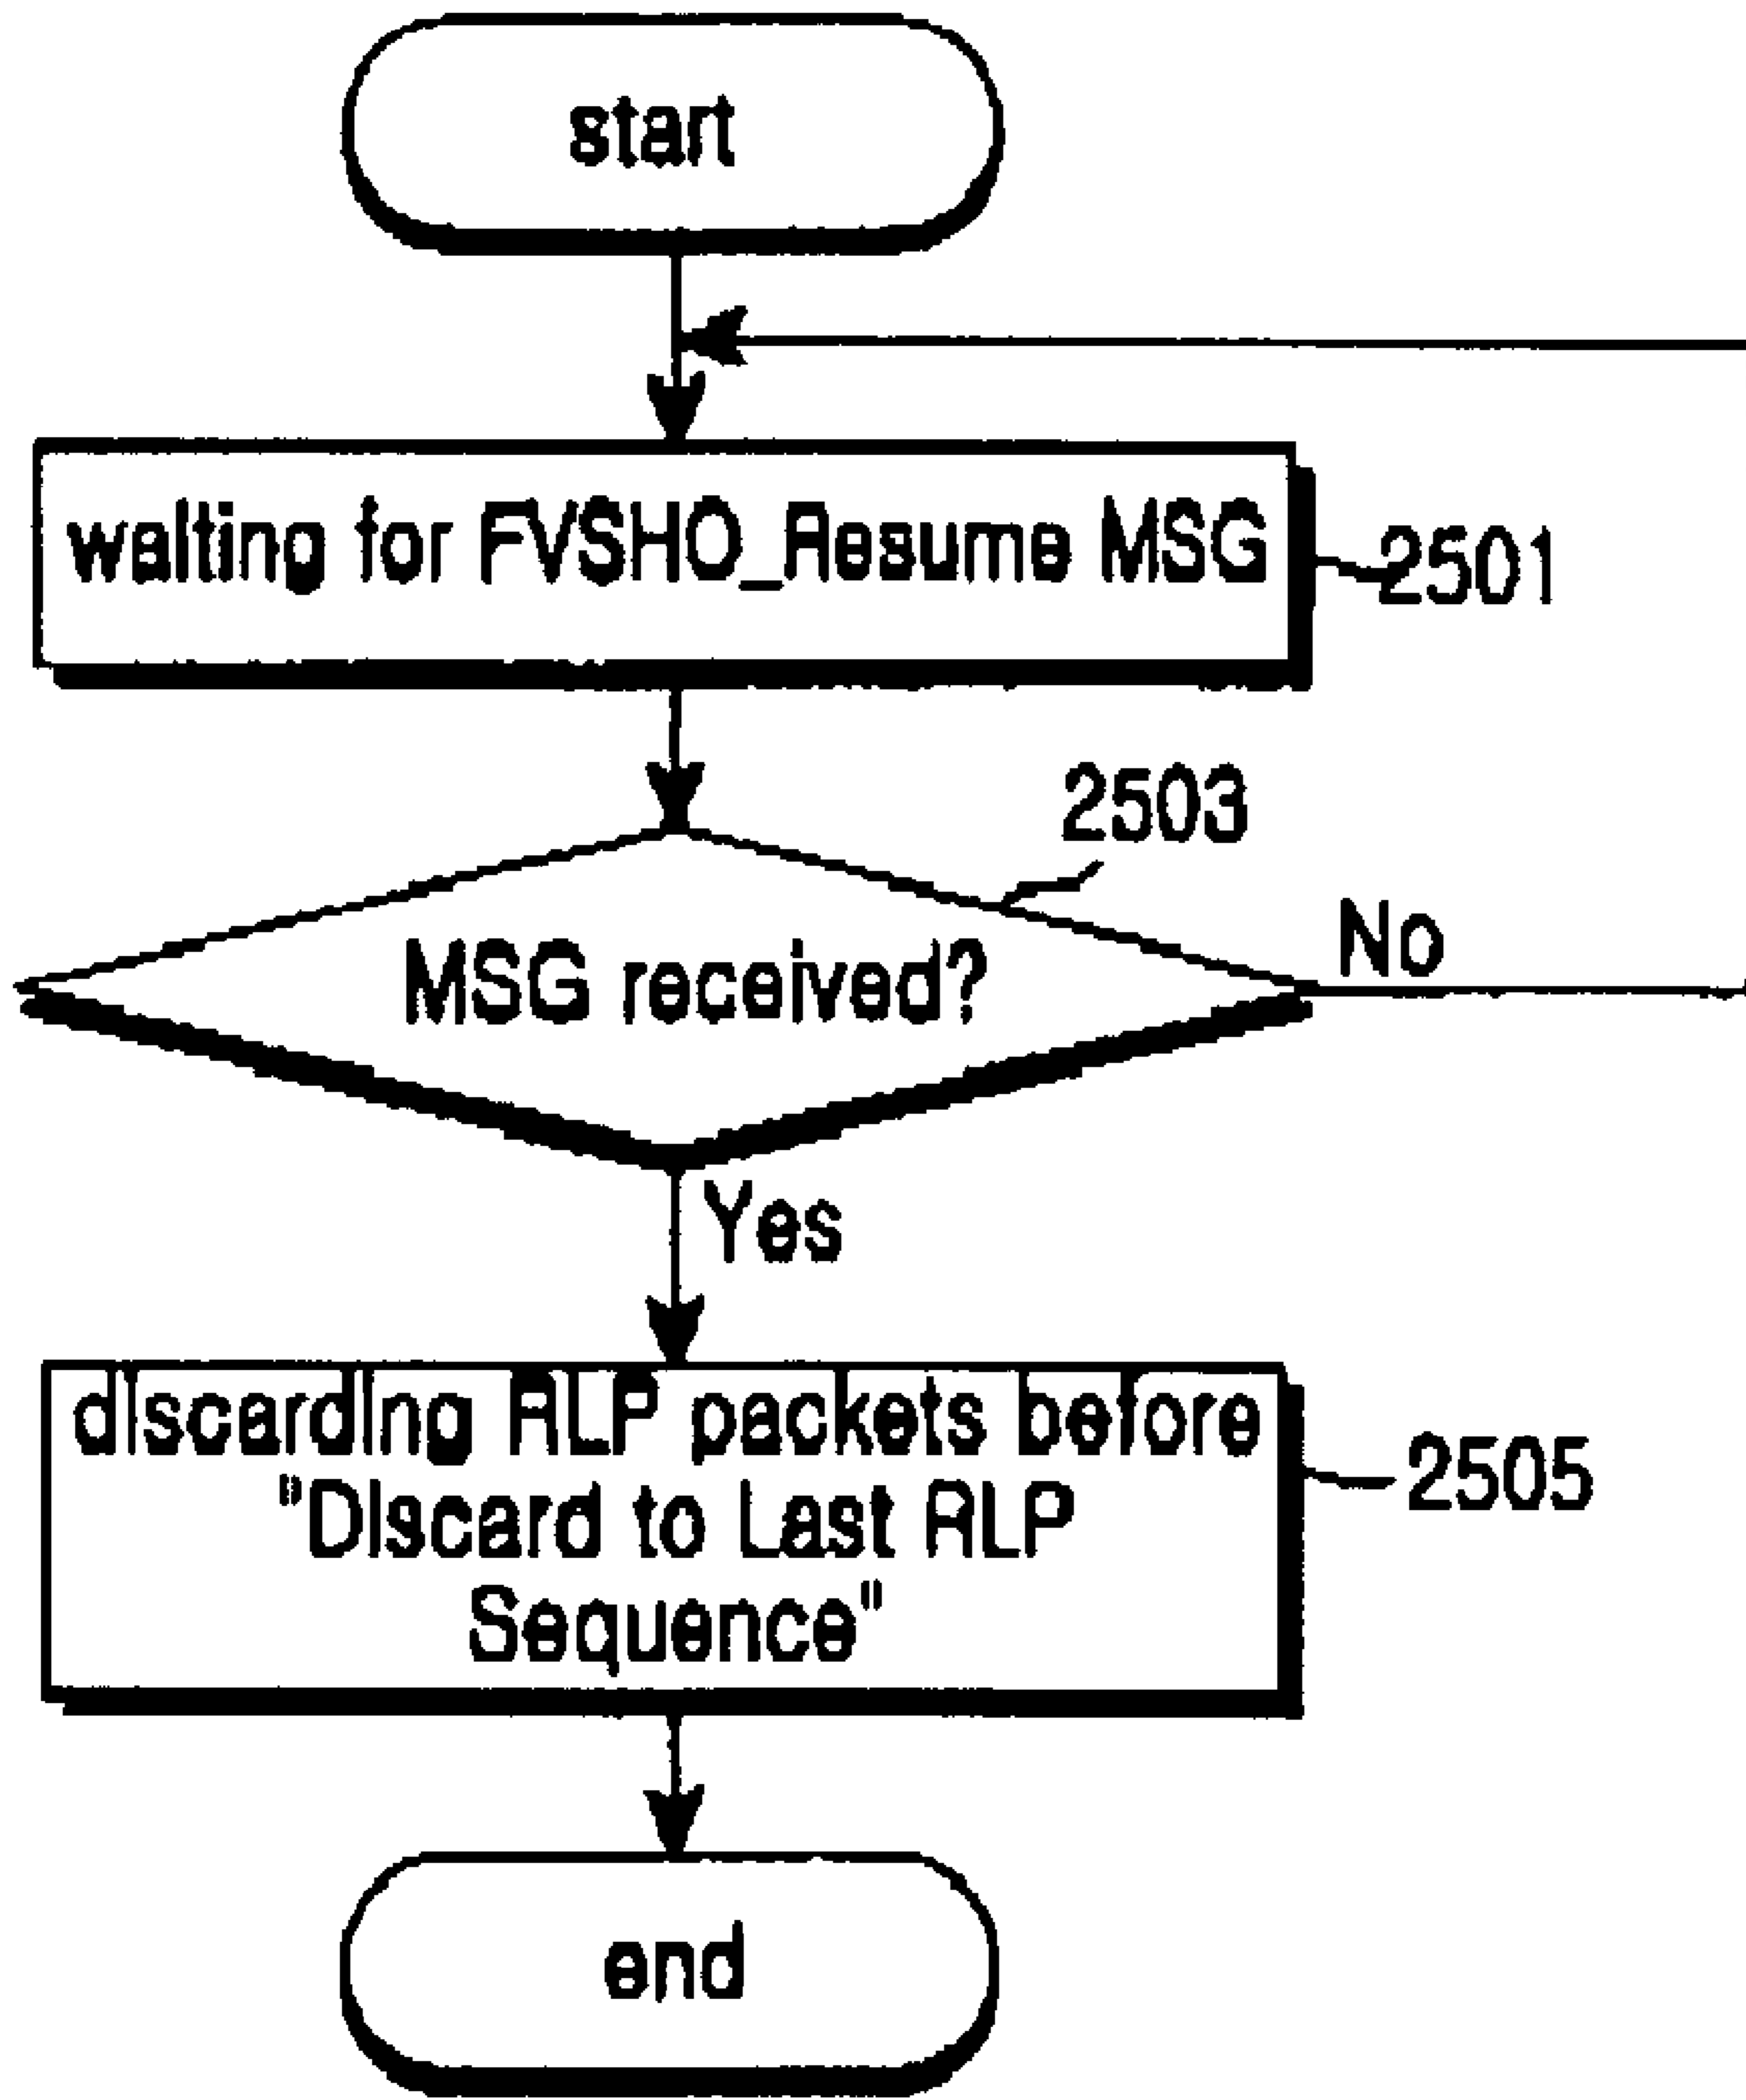 start
waiting for FVSHO_Resume MSG
2501
2503
MSG received?
No
Yes
discarding RLP packets before
"Discard to Last RLP
Sequence"
2505
end